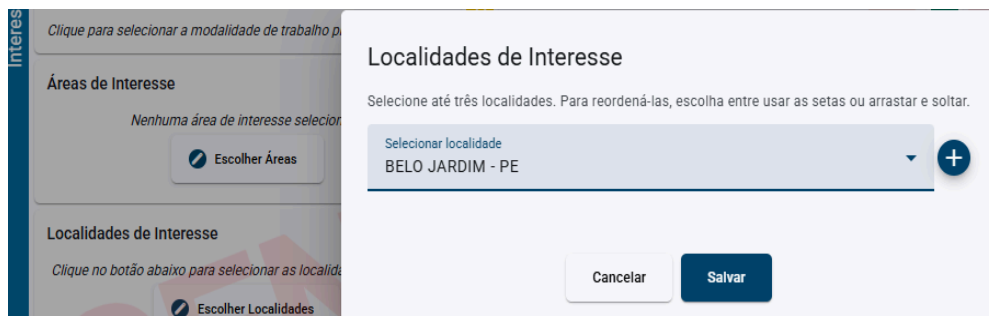 Interes
Clique para selecionar a modalidade de trabalho p
Áreas de Interesse
Nenhuma área de interesse selecion
Escolher Áreas
Localidades de Interesse
Clique no botão abaixo para selecionar as localida
Escolher Localidades
Localidades de Interesse
Selecione até três localidades. Para reordená-las, escolha entre usar as setas ou arrastar e soltar.
Selecionar localidade
BELO JARDIM - PE
Cancelar
Salvar